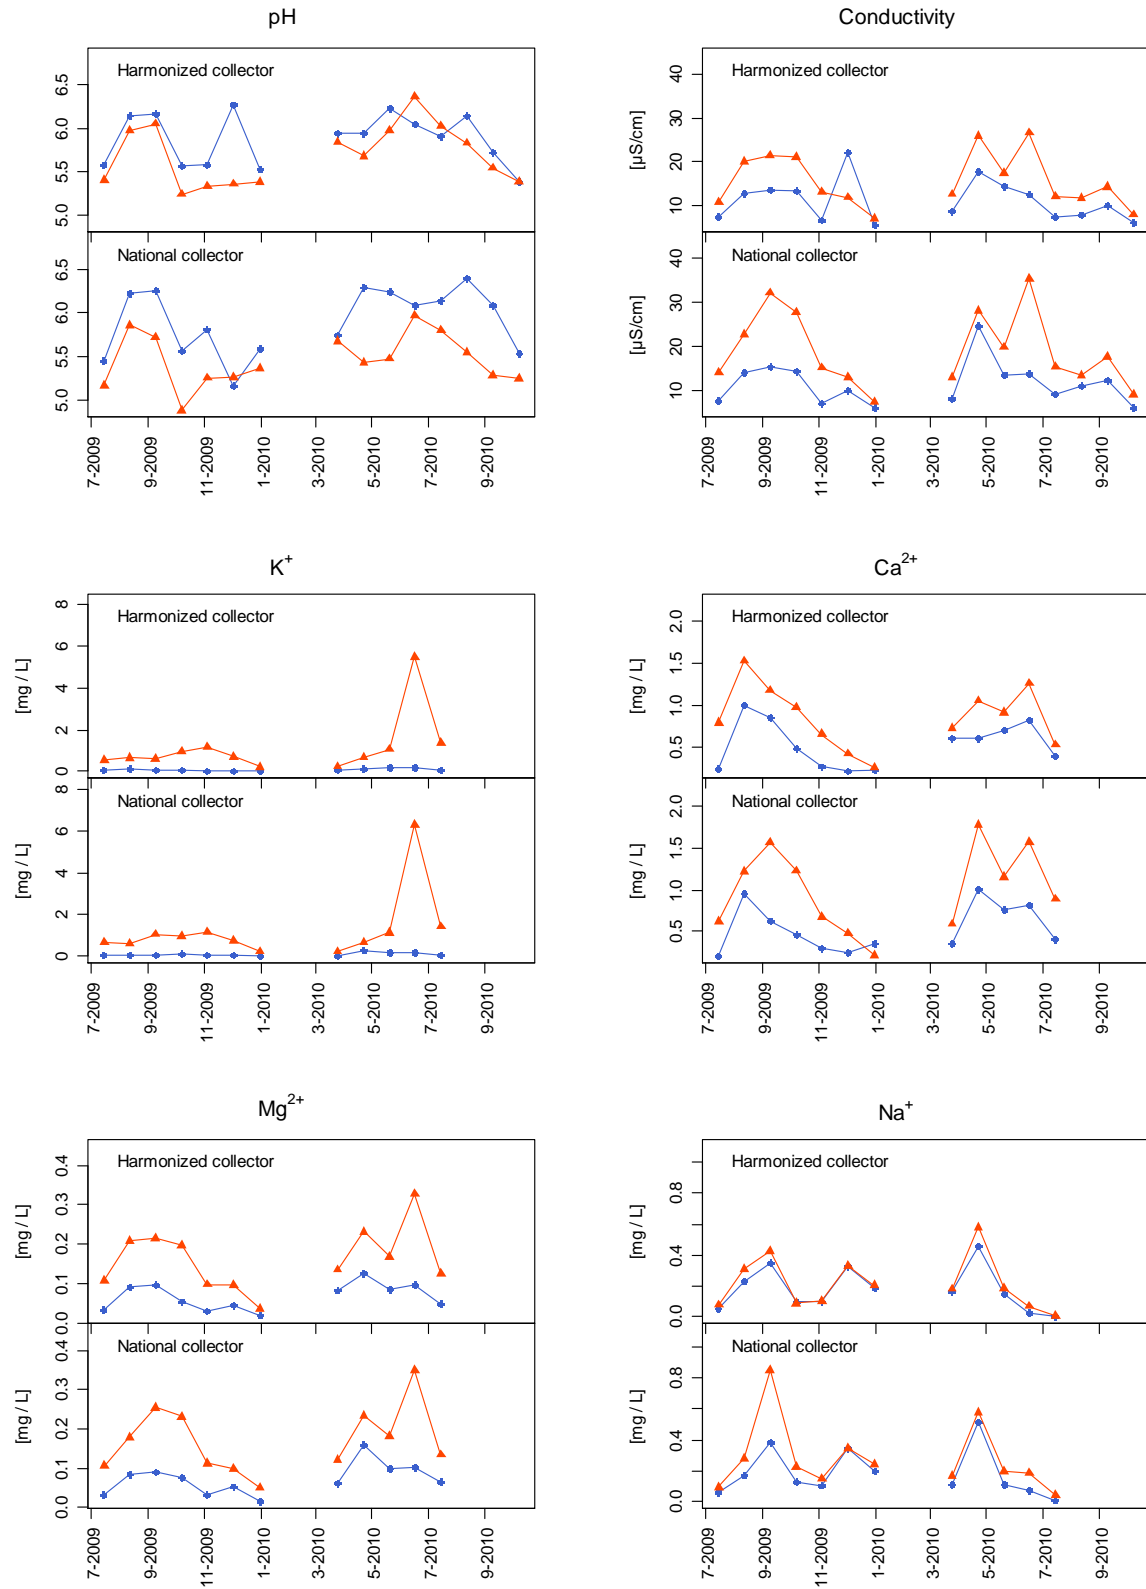 pH
Harmonized collector
5.0 5.5 6.0 6.5
National collector
5.0 5.5 6.0 6.5
7-2009 9-2009 11-2009 1-2010 3-2010 5-2010 7-2010 9-2010
Conductivity
Harmonized collector
[µS/cm]
10 20 30 40
National collector
[µS/cm]
10 20 30 40
7-2009 9-2009 11-2009 1-2010 3-2010 5-2010 7-2010 9-2010
K+
Harmonized collector
[mg / L]
0 2 4 6 8
National collector
[mg / L]
0 2 4 6 8
7-2009 9-2009 11-2009 1-2010 3-2010 5-2010 7-2010 9-2010
Ca2+
Harmonized collector
[mg / L]
0.5 1.0 1.5 2.0
National collector
[mg / L]
0.5 1.0 1.5 2.0
7-2009 9-2009 11-2009 1-2010 3-2010 5-2010 7-2010 9-2010
Mg2+
Harmonized collector
[mg / L]
0.0 0.1 0.2 0.3 0.4
National collector
[mg / L]
0.0 0.1 0.2 0.3 0.4
7-2009 9-2009 11-2009 1-2010 3-2010 5-2010 7-2010 9-2010
Na+
Harmonized collector
[mg / L]
0.0 0.4 0.8
National collector
[mg / L]
0.0 0.4 0.8
7-2009 9-2009 11-2009 1-2010 3-2010 5-2010 7-2010 9-2010